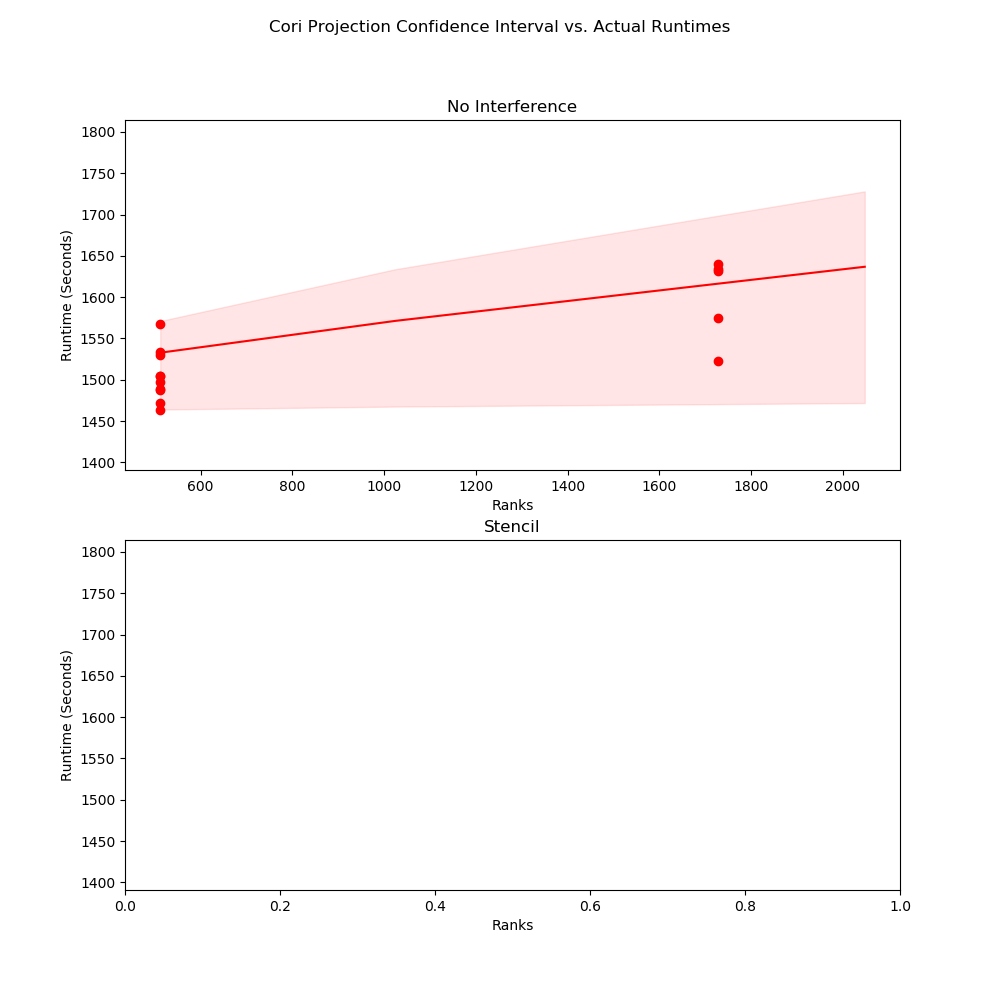 Cori Projection Confidence Interval vs. Actual Runtimes
No Interference
1800
1750
1700
1650
1600
1550
1500
1450
1400
Runtime (Seconds)
600 800 1000 1200 1400 1600 1800 2000
Ranks
Stencil
1800
1750
1700
1650
1600
1550
1500
1450
1400
Runtime (Seconds)
0.0 0.2 0.4 0.6 0.8 1.0
Ranks